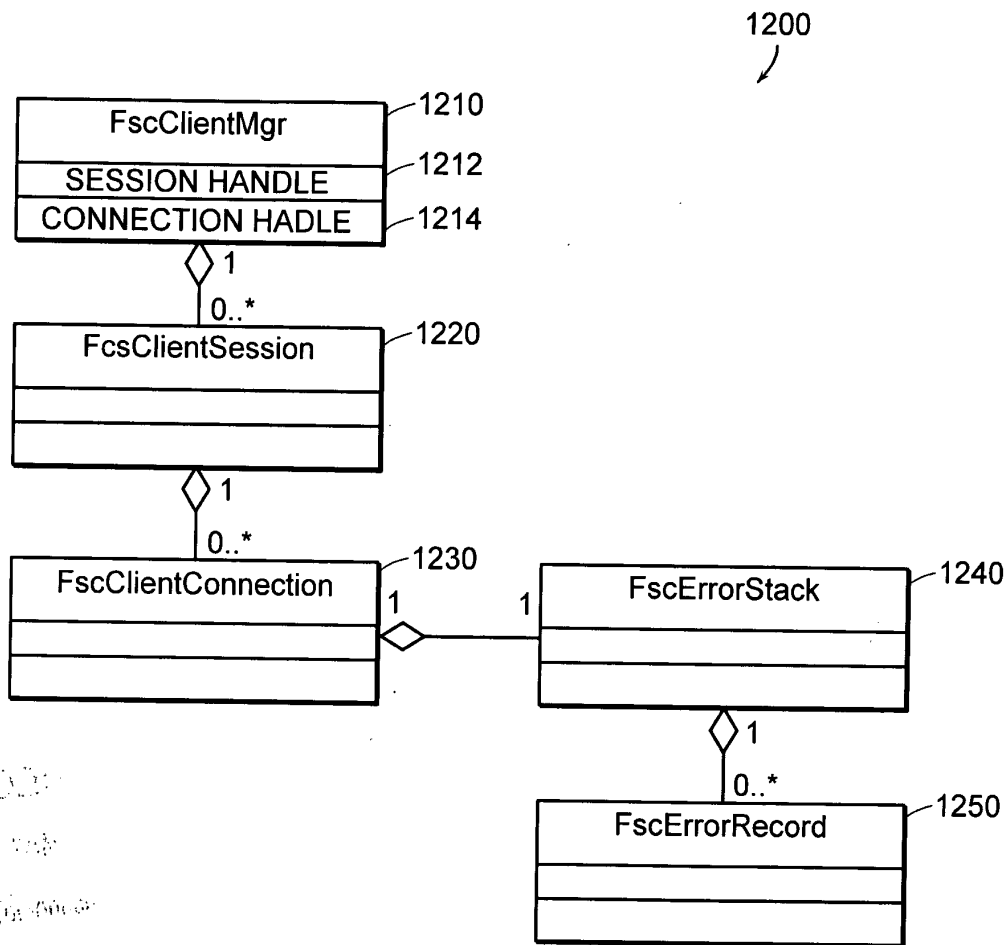 1200
1210
FscClientMgr
1212
SESSION HANDLE
CONNECTION HADLE
1214
1
0..*
1220
FcsClientSession
1
0..*
1230
FscClientConnection
1
1
1240
FscErrorStack
1
0..*
1250
FscErrorRecord